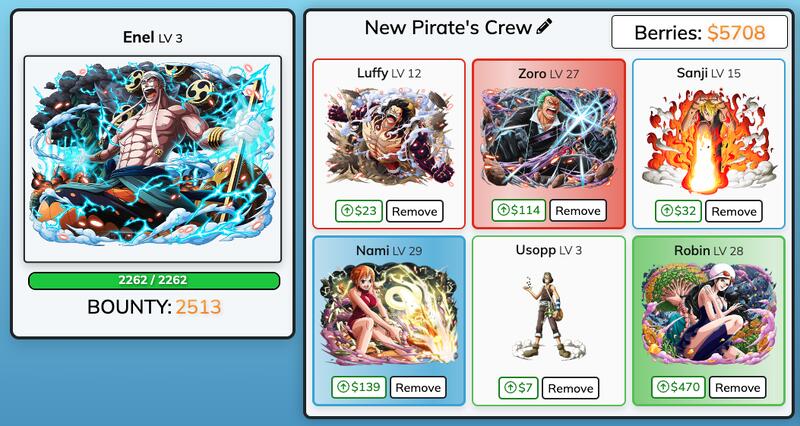 Enel LV 3
2262 / 2262
BOUNTY: 2513
New Pirate's Crew
Berries: $5708
Luffy LV 12
$23 Remove
Zoro LV 27
$114 Remove
Sanji LV 15
$32 Remove
Nami LV 29
$139 Remove
Usopp LV 3
$7 Remove
Robin LV 28
$470 Remove